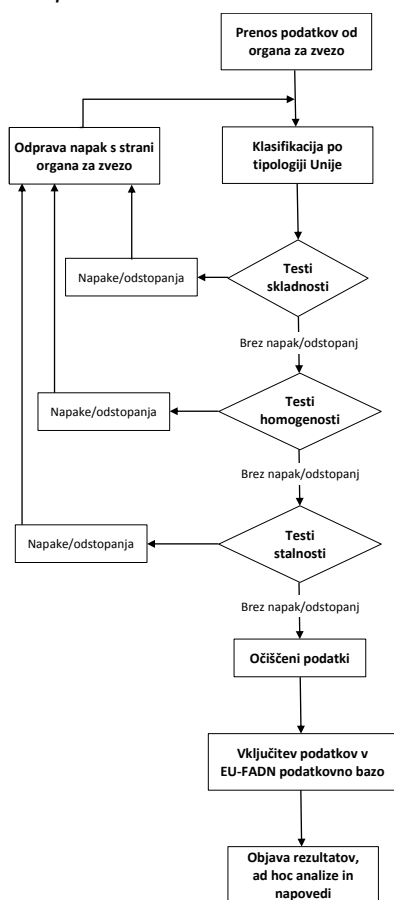 Prenos podatkov od
organa za zvezo
Odprava napak s strani
organa za zvezo
Klasifikacija po
tipologiji Unije
Testi
skladnosti
Napake/odstopanja
Brez napak/odstopanj
Testi
homogenosti
Napake/odstopanja
Brez napak/odstopanj
Testi
stalnosti
Napake/odstopanja
Brez napak/odstopanj
Očiščeni podatki
Vključitev podatkov v
EU-FADN podatkovno bazo
Objava rezultatov,
ad hoc analize in
napovedi